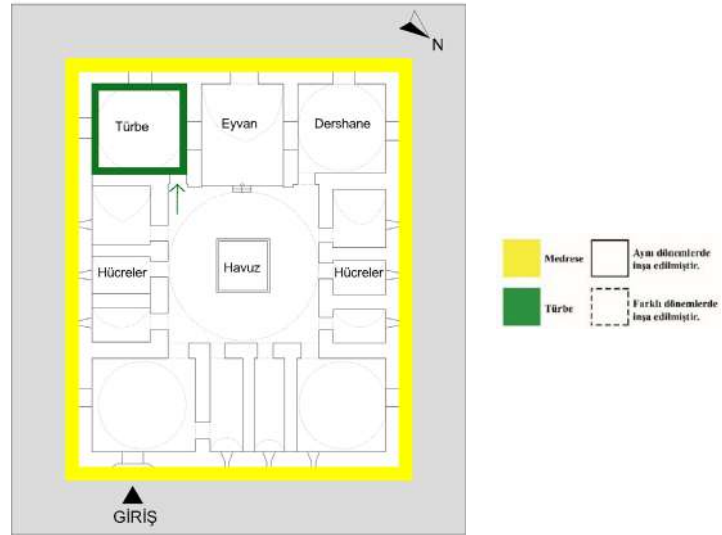 N
Türbe
Eyvan
Dershane
Hücreler
Havuz
Hücreler
GİRİŞ
Medrese
Aynı dönemlerde
inşa edilmiştir.
Türbe
Farklı dönemlerde
inşa edilmiştir.